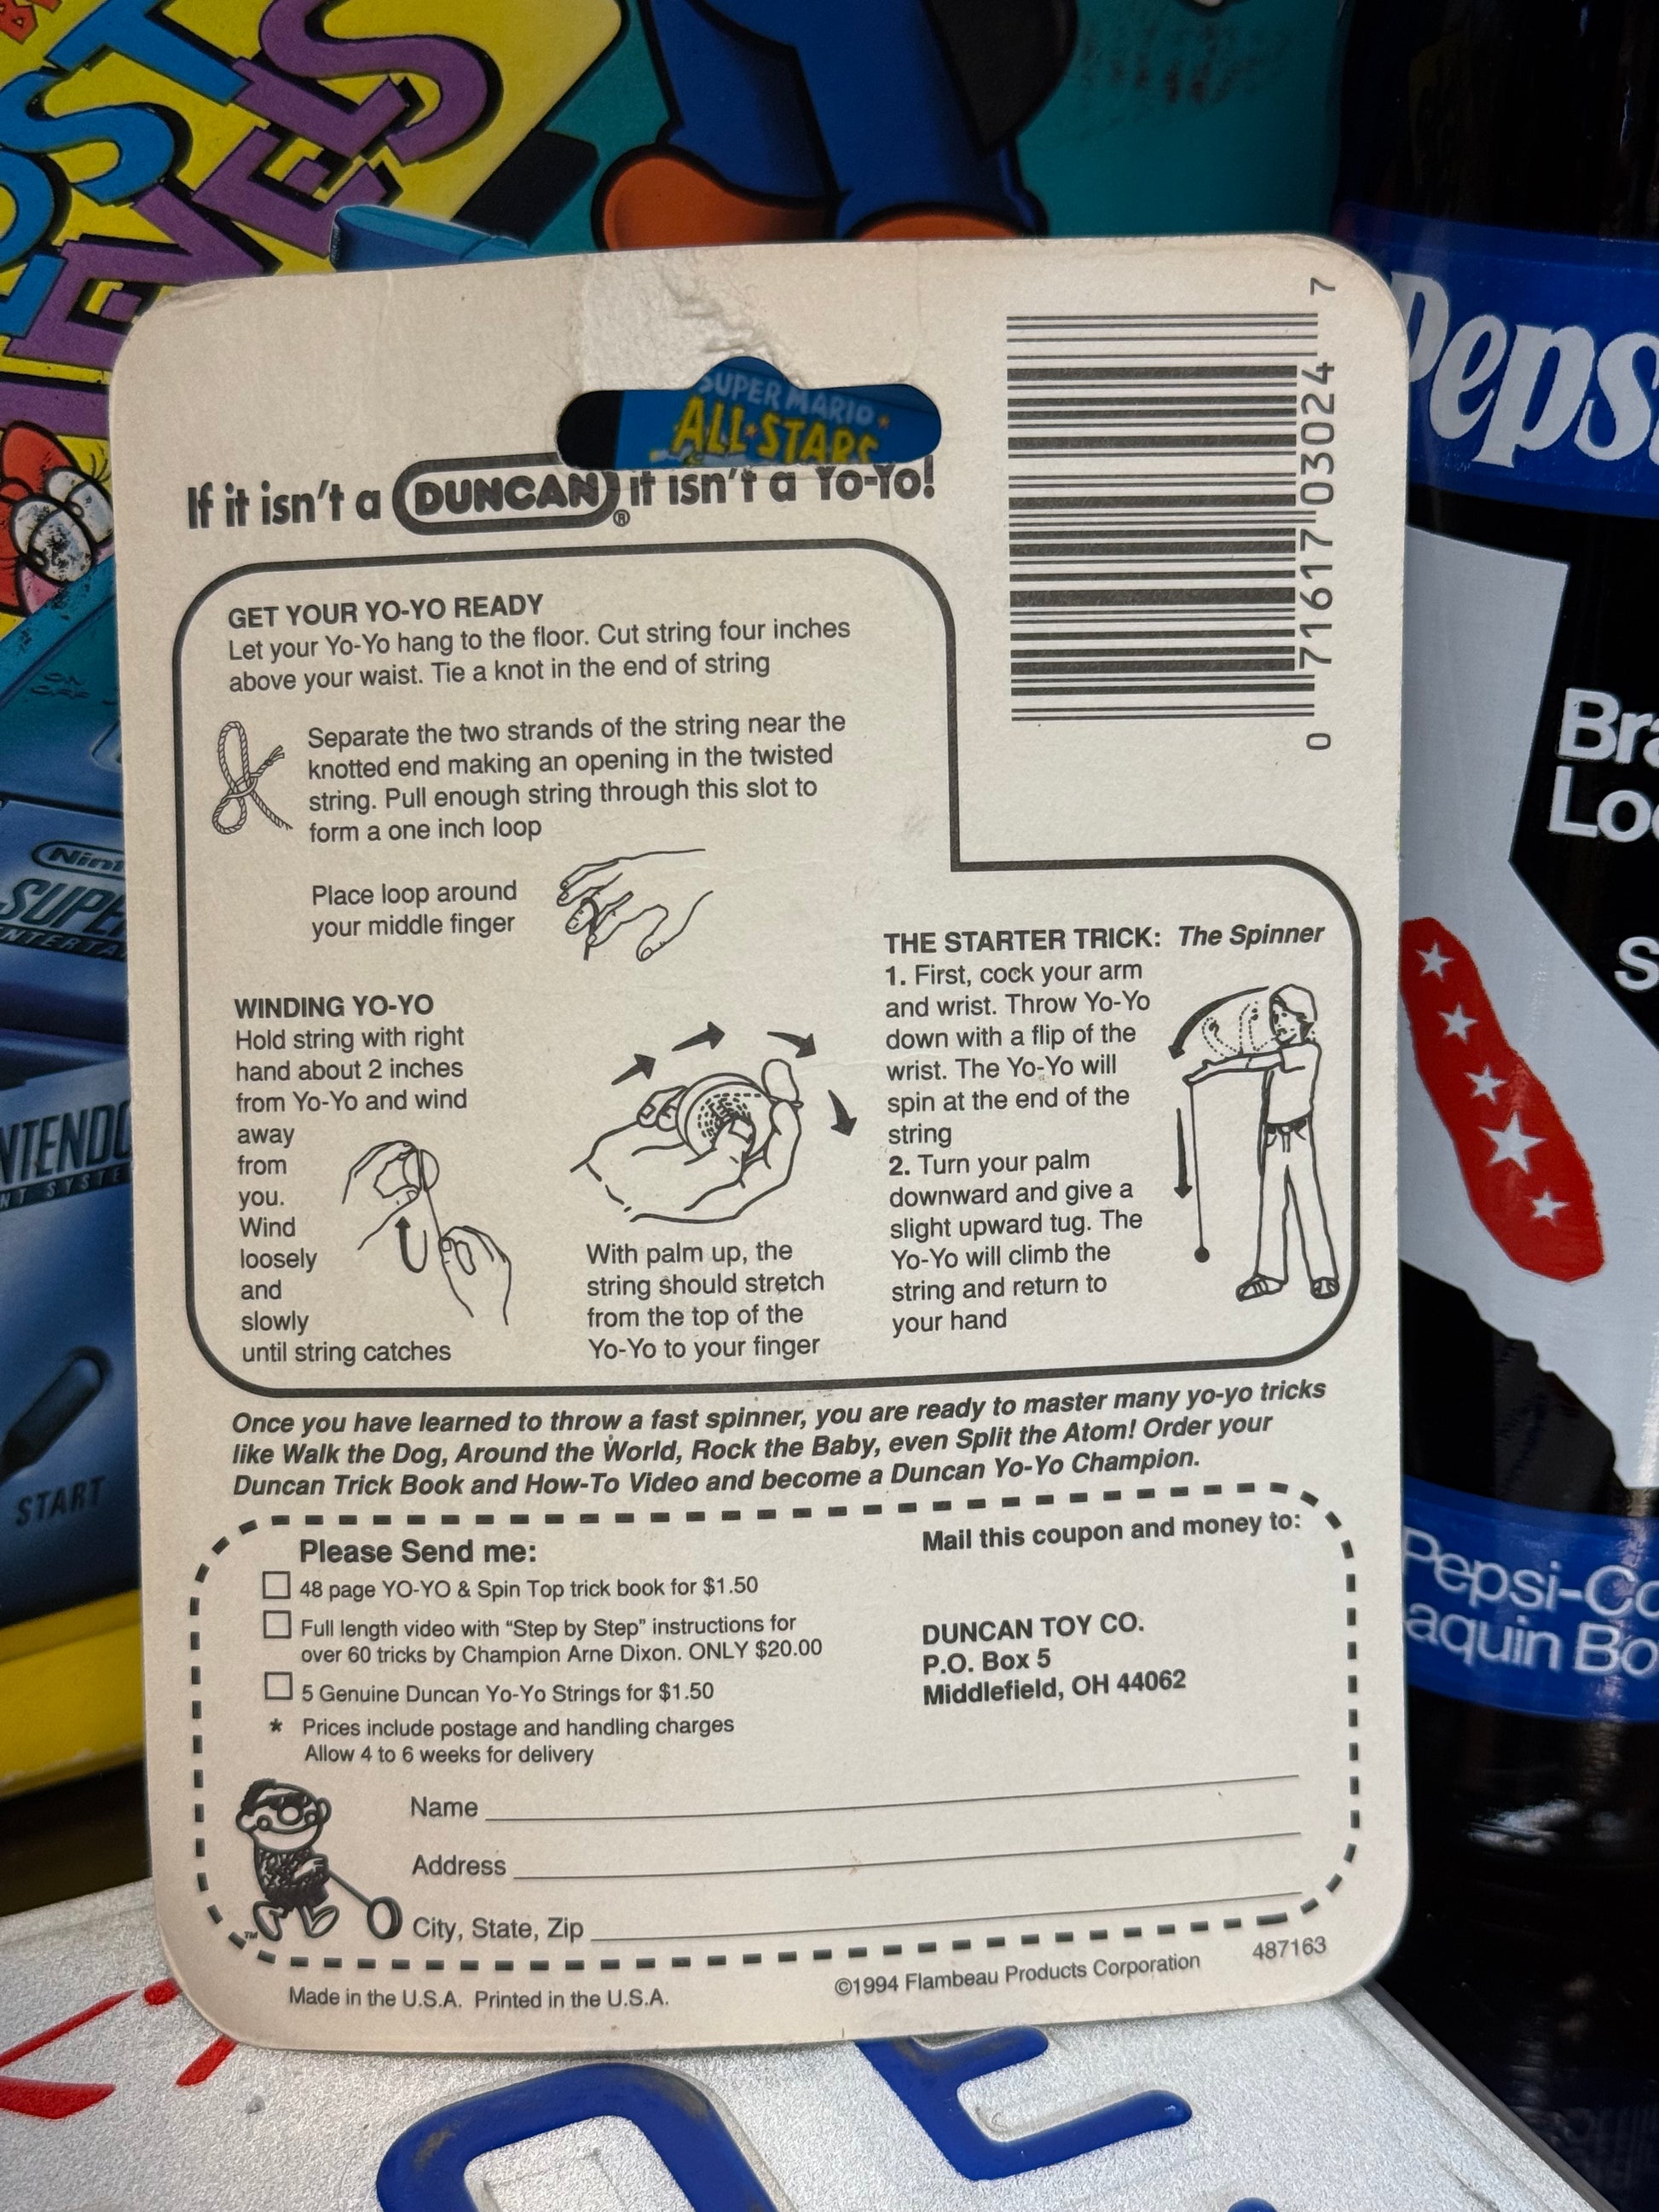 SUPER MARIO
ALL-STARS
If it isn't a DUNCAN® it isn't a Yo-Yo!
7
71617 03024
0
GET YOUR YO-YO READY
Let your Yo-Yo hang to the floor. Cut string four inches
above your waist. Tie a knot in the end of string
Separate the two strands of the string near the
knotted end making an opening in the twisted
string. Pull enough string through this slot to
form a one inch loop
Place loop around
your middle finger
WINDING YO-YO
Hold string with right
hand about 2 inches
from Yo-Yo and wind
away
from
you.
Wind
loosely
and
slowly
until string catches
With palm up, the
string should stretch
from the top of the
Yo-Yo to your finger
THE STARTER TRICK: The Spinner
1. First, cock your arm
and wrist. Throw Yo-Yo
down with a flip of the
wrist. The Yo-Yo will
spin at the end of the
string
2. Turn your palm
downward and give a
slight upward tug. The
Yo-Yo will climb the
string and return to
your hand
Once you have learned to throw a fast spinner, you are ready to master many yo-yo tricks
like Walk the Dog, Around the World, Rock the Baby, even Split the Atom! Order your
Duncan Trick Book and How-To Video and become a Duncan Yo-Yo Champion.
Please Send me:
48 page YO-YO & Spin Top trick book for $1.50
Full length video with "Step by Step" instructions for
over 60 tricks by Champion Arne Dixon. ONLY $20.00
5 Genuine Duncan Yo-Yo Strings for $1.50
* Prices include postage and handling charges
Allow 4 to 6 weeks for delivery
Mail this coupon and money to:
DUNCAN TOY CO.
P.O. Box 5
Middlefield, OH 44062
Name
Address
City, State, Zip
TM
Made in the U.S.A. Printed in the U.S.A.
©1994 Flambeau Products Corporation
487163
START
Peps
Pepsi-Co